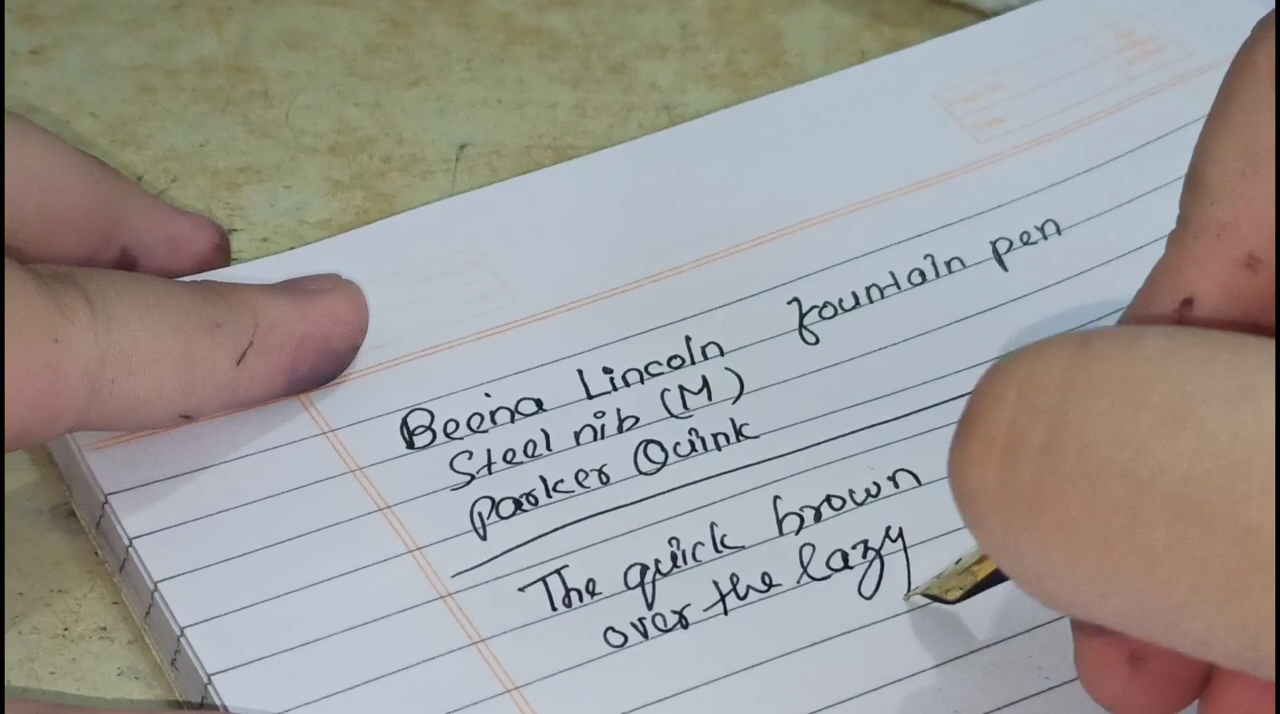 Beena Lincoln fountain pen
Steel nib (M)
Parker Quink
The quick brown
over the lazy